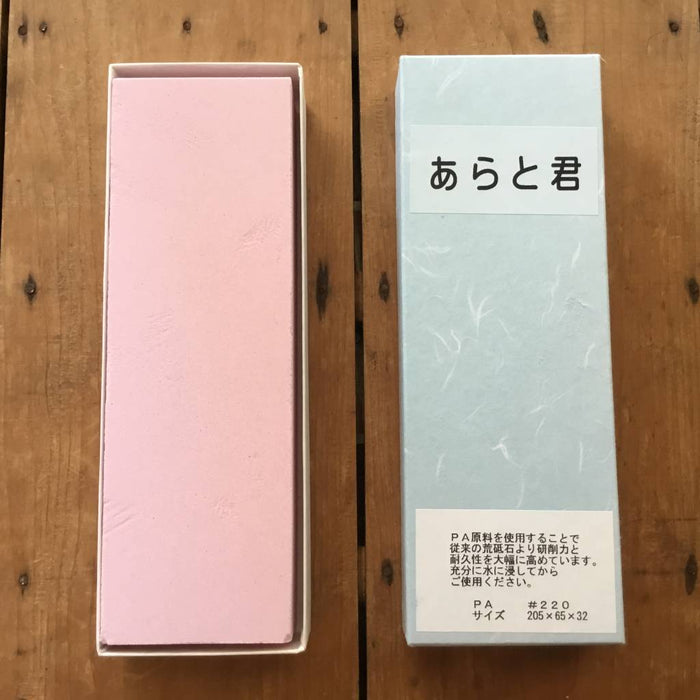 あらと君
PA原料を使用することで
従来の荒砥石より研削力と
耐久性を大幅に高めています。
充分に水に浸してから
ご使用ください。
PA #220
サイズ 205×65×32